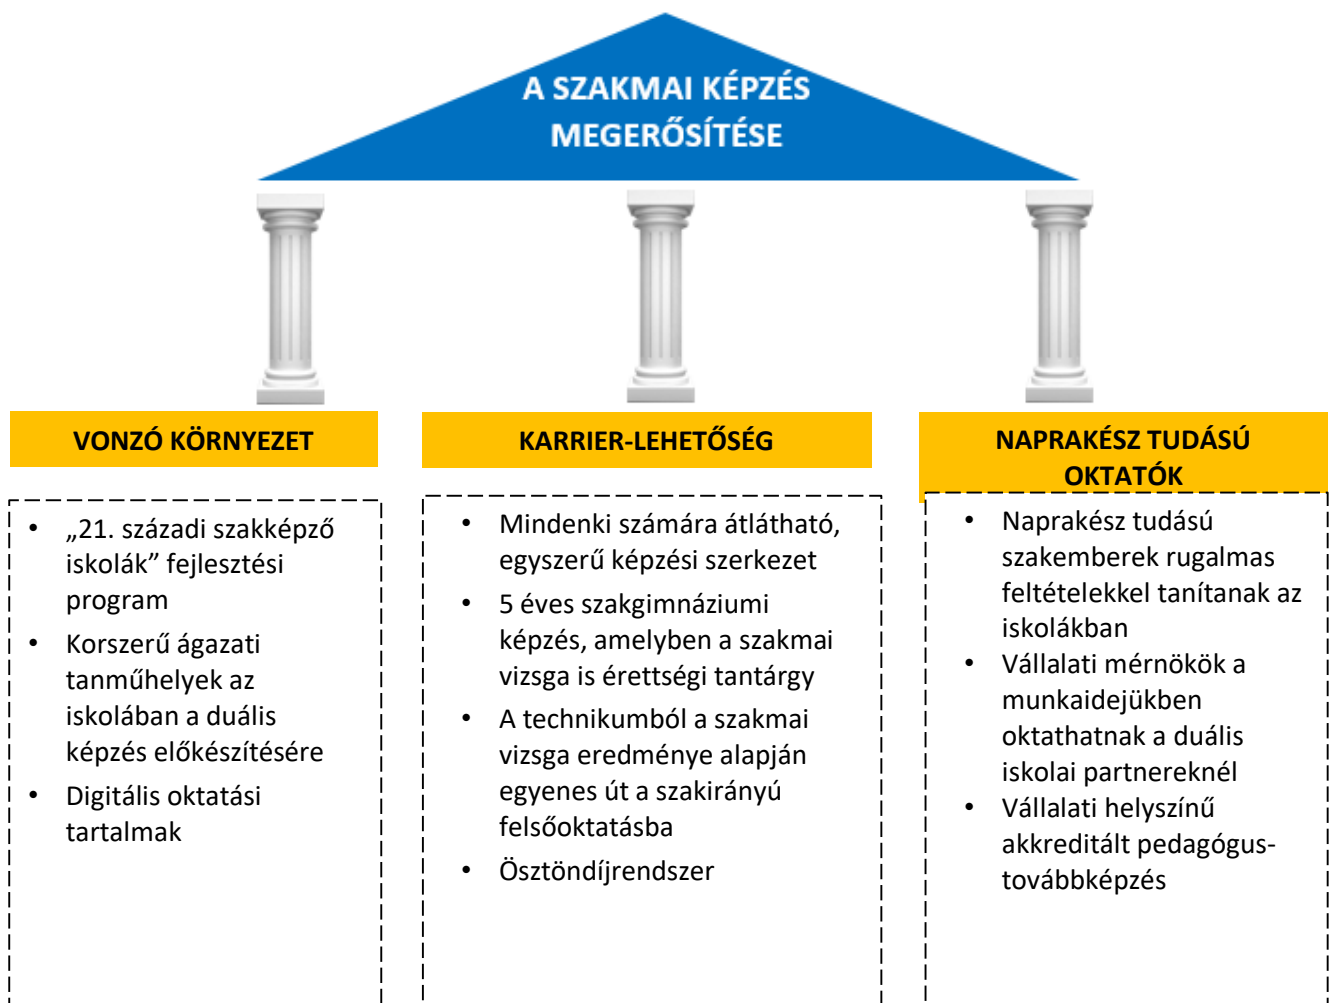 A SZAKMAI KÉPZÉS
MEGERŐSÍTÉSE
VONZÓ KÖRNYEZET
• „21. századi szakképző
iskolák” fejlesztési
program
• Korszerű ágazati
tanműhelyek az
iskolában a duális
képzés előkészítésére
• Digitális oktatási
tartalmak
KARRIER-LEHETŐSÉG
• Mindenki számára átlátható,
egyszerű képzési szerkezet
• 5 éves szakgimnáziumi
képzés, amelyben a szakmai
vizsga is érettségi tantárgy
• A technikumból a szakmai
vizsga eredménye alapján
egyenes út a szakirányú
felsőoktatásba
• Ösztöndíjrendszer
NAPRAKÉSZ TUDÁSÚ
OKTATÓK
• Naprakész tudású
szakemberek rugalmas
feltételekkel tanítanak az
iskolákban
• Vállalati mérnökök a
munkaidejükben
oktathatnak a duális
iskolai partnereknél
• Vállalati helyszínű
akkreditált pedagógus-
továbbképzés